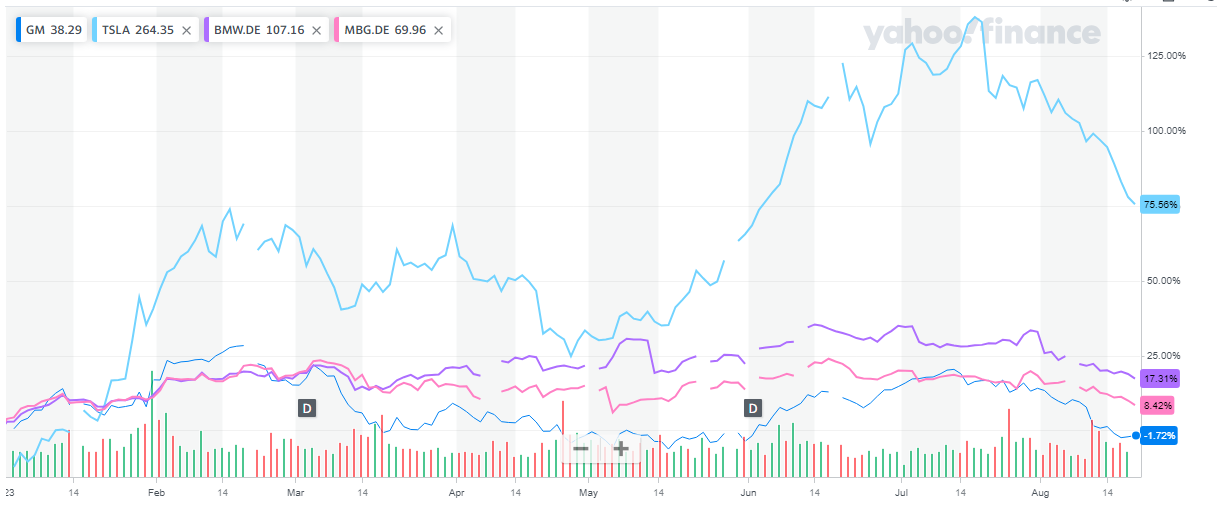 GM 38.29 TSLA 264.35 × BMW.DE 107.16 × MBG.DE 69.96 ×
yahoo! finance
125.00%
100.00%
75.56%
50.00%
25.00%
17.31%
D D
8.42%
-1.72%
− +
23 14 Feb 14 Mar 14 Apr 14 May 14 Jun 14 Jul 14 Aug 14